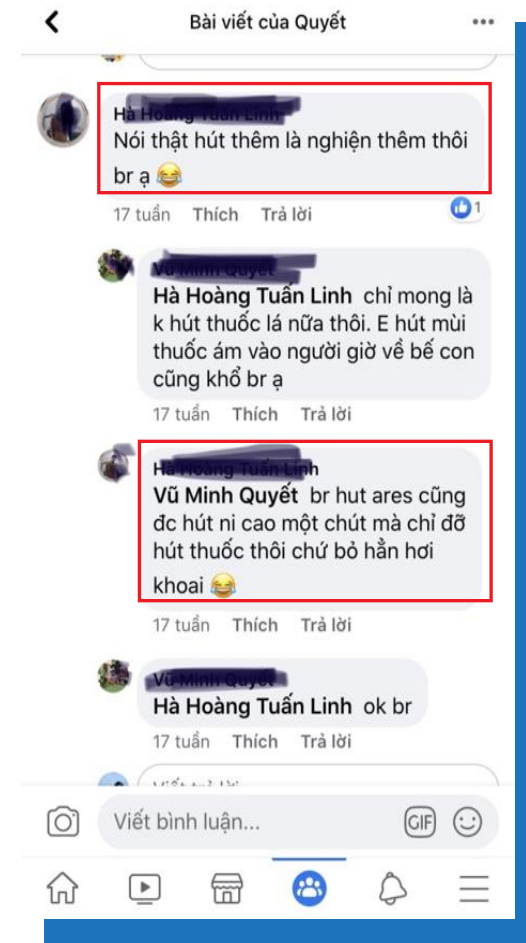 Bài viết của Quyết
Nói thật hút thêm là nghiện thêm thôi
br ạ 😂
17 tuần Thích Trả lời 1
Hà Hoàng Tuấn Linh chỉ mong là
k hút thuốc lá nữa thôi. E hút mùi
thuốc ám vào người giờ về bế con
cũng khổ br ạ
17 tuần Thích Trả lời
Vũ Minh Quyết br hut ares cũng
đc hút ni cao một chút mà chỉ đỡ
hút thuốc thôi chứ bỏ hẳn hơi
khoai 😂
17 tuần Thích Trả lời
Hà Hoàng Tuấn Linh ok br
17 tuần Thích Trả lời
Viết trả lời
Viết bình luận...
GIF